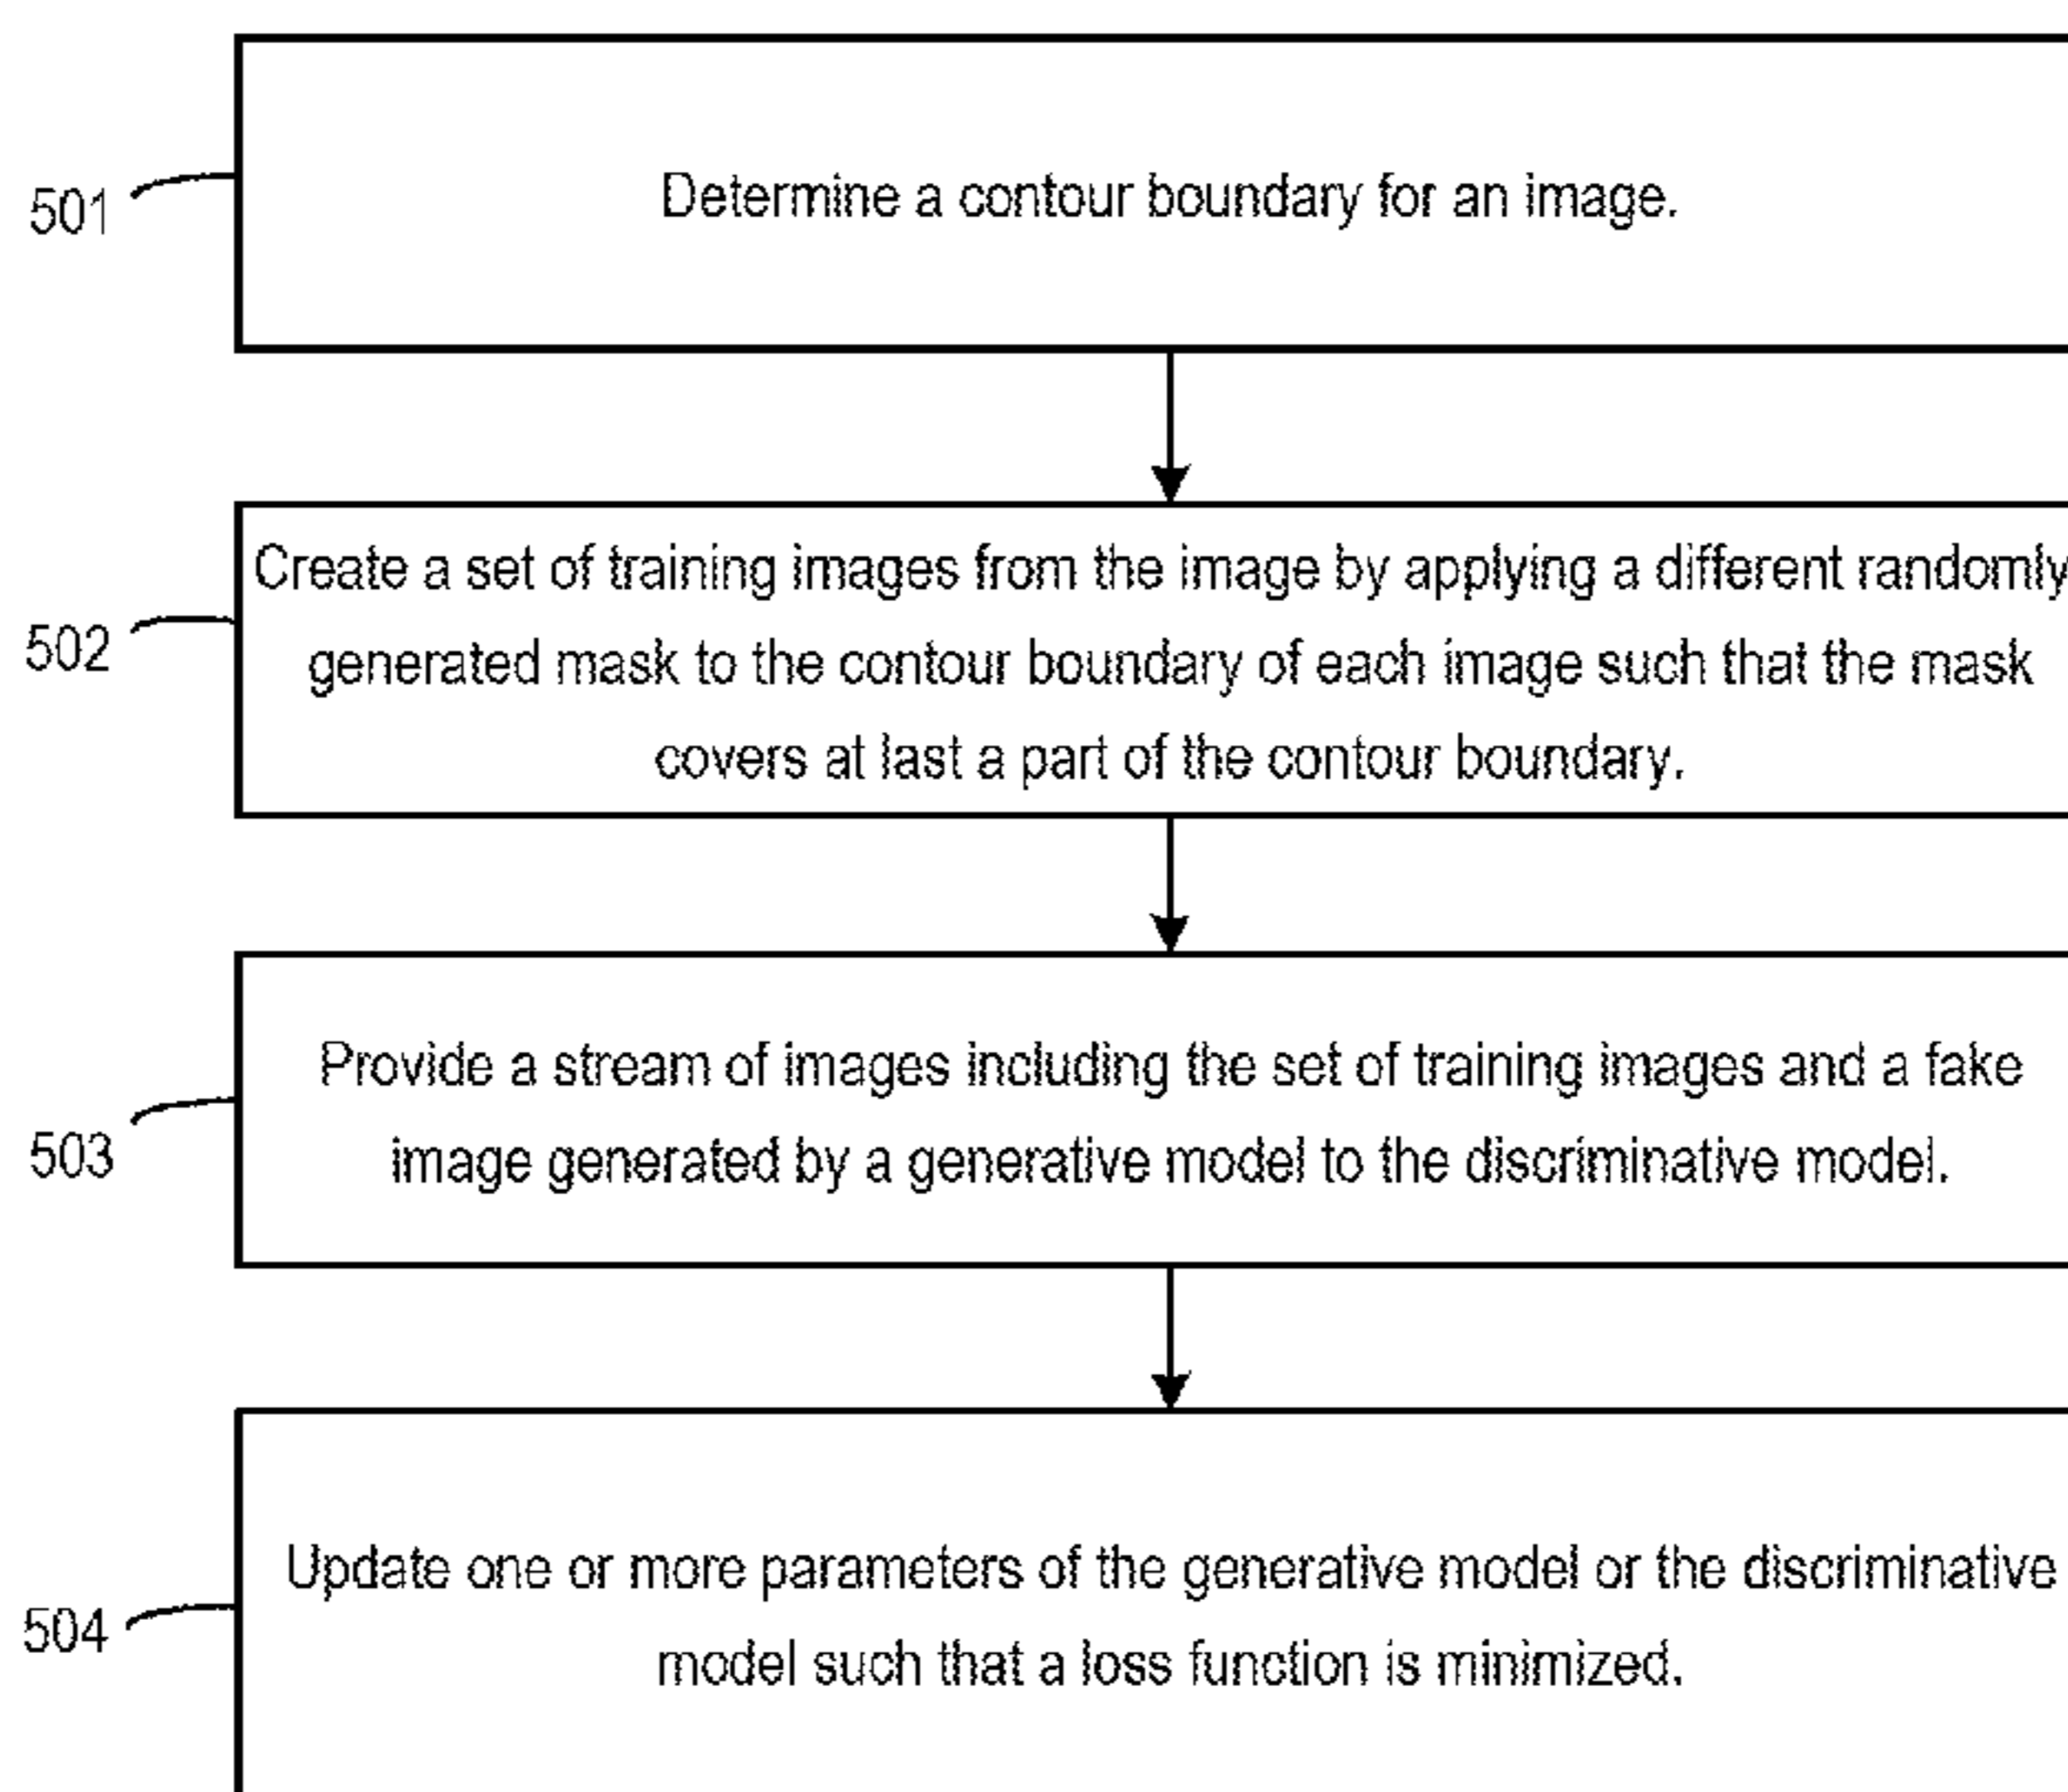 501
Determine a contour boundary for an image.
502
Create a set of training images from the image by applying a different randomly
generated mask to the contour boundary of each image such that the mask
covers at last a part of the contour boundary.
503
Provide a stream of images including the set of training images and a fake
image generated by a generative model to the discriminative model.
504
Update one or more parameters of the generative model or the discriminative
model such that a loss function is minimized.